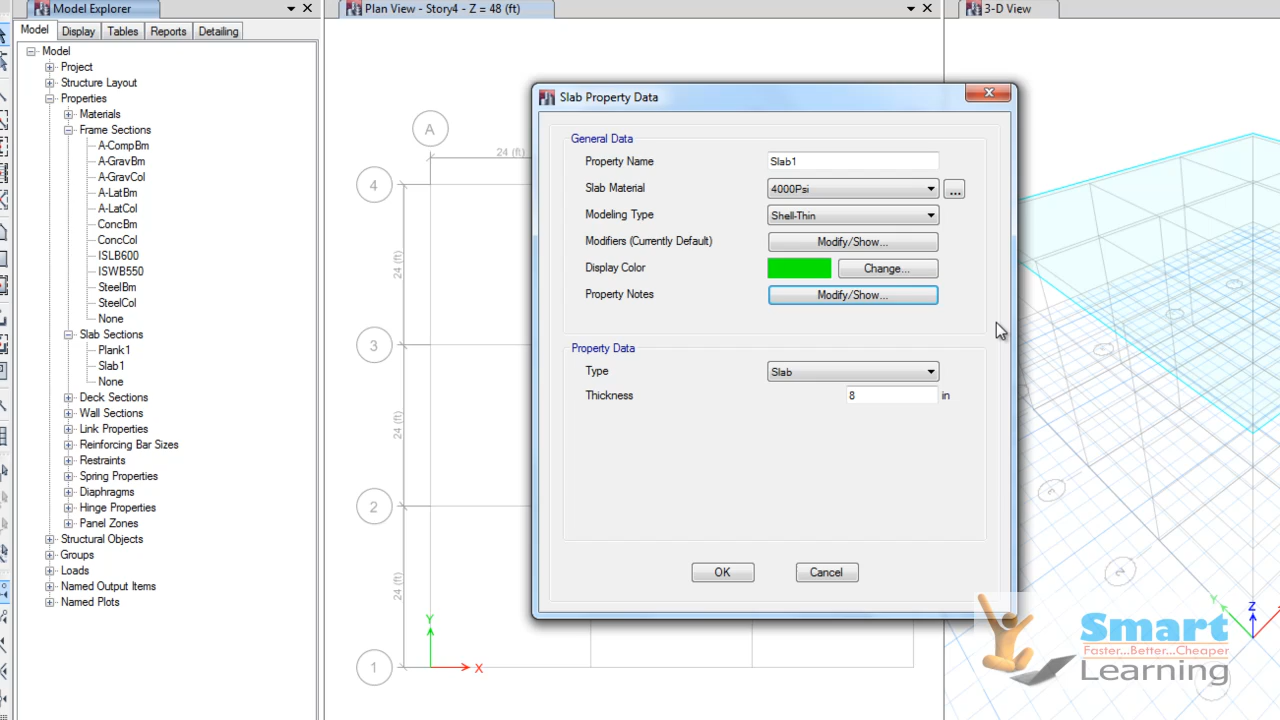 Model Explorer
Model Display Tables Reports Detailing
Model
Project
Structure Layout
Properties
Materials
Frame Sections
A-CompBm
A-GravBm
A-GravCol
A-LatBm
A-LatCol
ConcBm
ConcCol
ISLB600
ISWB550
SteelBm
SteelCol
None
Slab Sections
Plank1
Slab1
None
Deck Sections
Wall Sections
Link Properties
Reinforcing Bar Sizes
Restraints
Spring Properties
Diaphragms
Hinge Properties
Panel Zones
Structural Objects
Groups
Loads
Named Output Items
Named Plots
Plan View - Story4 - Z = 48 (ft)
A
24 (ft)
4
24 (ft)
3
24 (ft)
2
24 (ft)
1
Y
X
Slab Property Data
General Data
Property Name Slab1
Slab Material 4000Psi ...
Modeling Type Shell-Thin
Modifiers (Currently Default) Modify/Show...
Display Color Change...
Property Notes Modify/Show...
Property Data
Type Slab
Thickness 8 in
OK Cancel
3-D View
Y
Z
Smart
Faster...Better...Cheaper
Learning